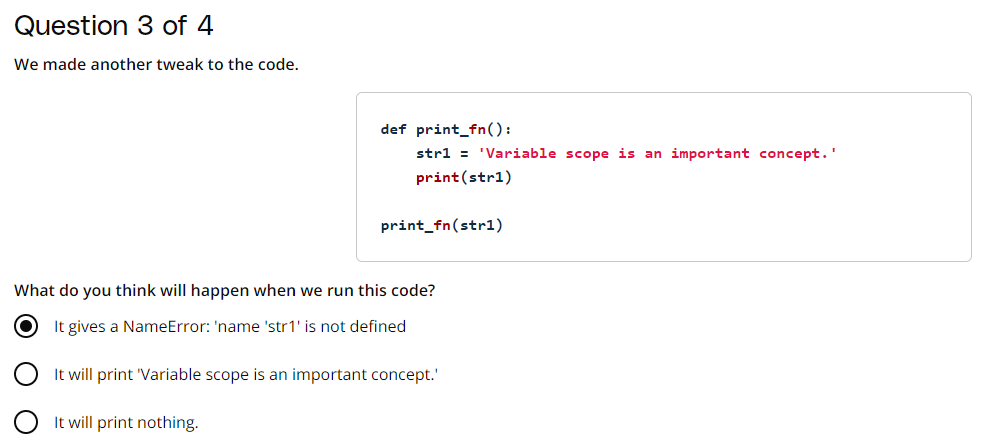 Question 3 of 4
We made another tweak to the code.
def print_fn():
    str1 = 'Variable scope is an important concept.'
    print(str1)
print_fn(str1)
What do you think will happen when we run this code?
It gives a NameError: 'name 'str1' is not defined
It will print 'Variable scope is an important concept.'
It will print nothing.